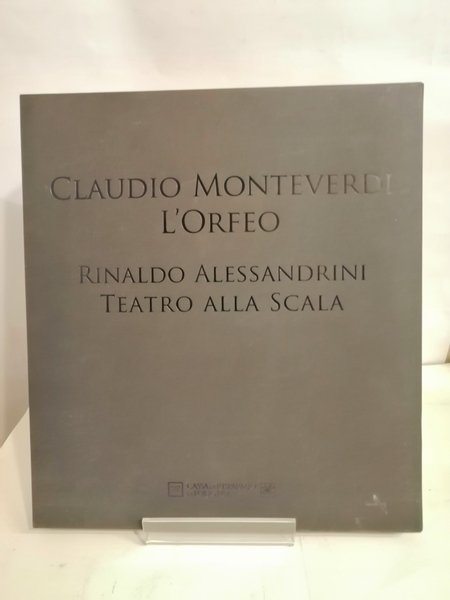 CLAUDIO MONTEVERDI
L'ORFEO
RINALDO ALESSANDRINI
TEATRO ALLA SCALA